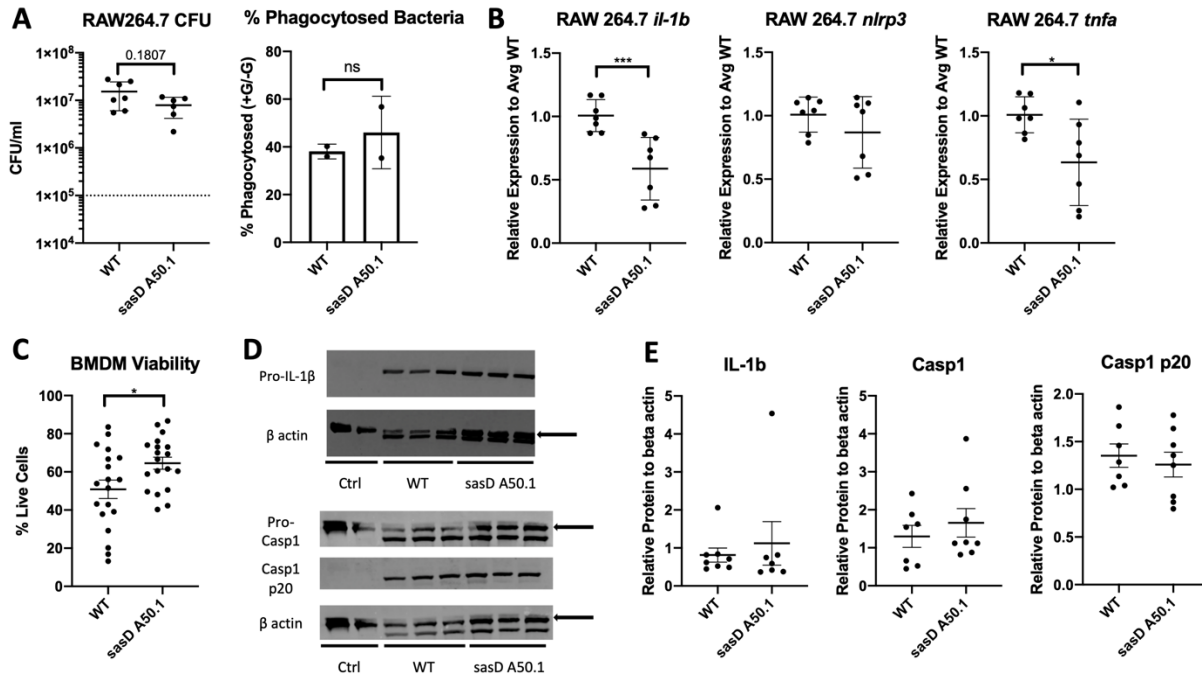 A
RAW264.7 CFU
0.1807
CFU/ml
1×10⁸
1×10⁷
1×10⁶
1×10⁵
1×10⁴
WT
sasD A50.1
% Phagocytosed Bacteria
ns
% Phagocytosed (+G/-G)
80
60
40
20
0
WT
sasD A50.1
B
RAW 264.7 il-1b
***
Relative Expression to Avg WT
1.5
1.0
0.5
0.0
WT
sasD A50.1
RAW 264.7 nlrp3
Relative Expression to Avg WT
1.5
1.0
0.5
0.0
WT
sasD A50.1
RAW 264.7 tnfa
*
Relative Expression to Avg WT
1.5
1.0
0.5
0.0
WT
sasD A50.1
C
BMDM Viability
*
% Live Cells
100
80
60
40
20
0
WT
sasD A50.1
D
Pro-IL-1β
β actin
Ctrl
WT
sasD A50.1
Pro-
Casp1
Casp1
p20
β actin
Ctrl
WT
sasD A50.1
E
IL-1b
Relative Protein to beta actin
5
4
3
2
1
0
WT
sasD A50.1
Casp1
Relative Protein to beta actin
5
4
3
2
1
0
WT
sasD A50.1
Casp1 p20
Relative Protein to beta actin
2.0
1.5
1.0
0.5
0.0
WT
sasD A50.1